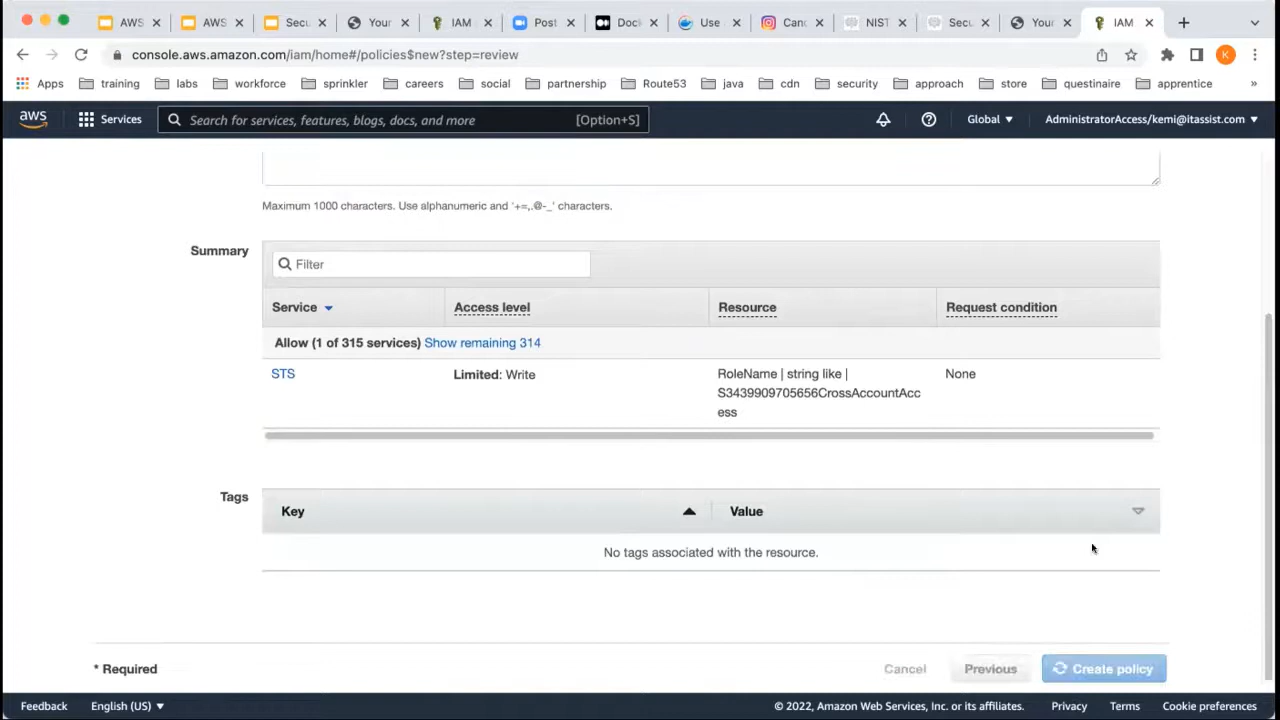 AWS
AWS
Secu
Your
IAM
Post
Dock
Use
Canc
NIST
Secu
Your
IAM
console.aws.amazon.com/iam/home#/policies$new?step=review
K
Apps
training
labs
workforce
sprinkler
careers
social
partnership
Route53
java
cdn
security
approach
store
questinaire
apprentice
»
aws
Services
Search for services, features, blogs, docs, and more
[Option+S]
Global
AdministratorAccess/kemi@itassist.com
Maximum 1000 characters. Use alphanumeric and '+=,.@-_' characters.
Summary
Filter
Service
Access level
Resource
Request condition
Allow (1 of 315 services) Show remaining 314
STS
Limited: Write
RoleName | string like |
S3439909705656CrossAccountAcc
ess
None
Tags
Key
Value
No tags associated with the resource.
* Required
Cancel
Previous
Create policy
Feedback
English (US)
© 2022, Amazon Web Services, Inc. or its affiliates.
Privacy
Terms
Cookie preferences